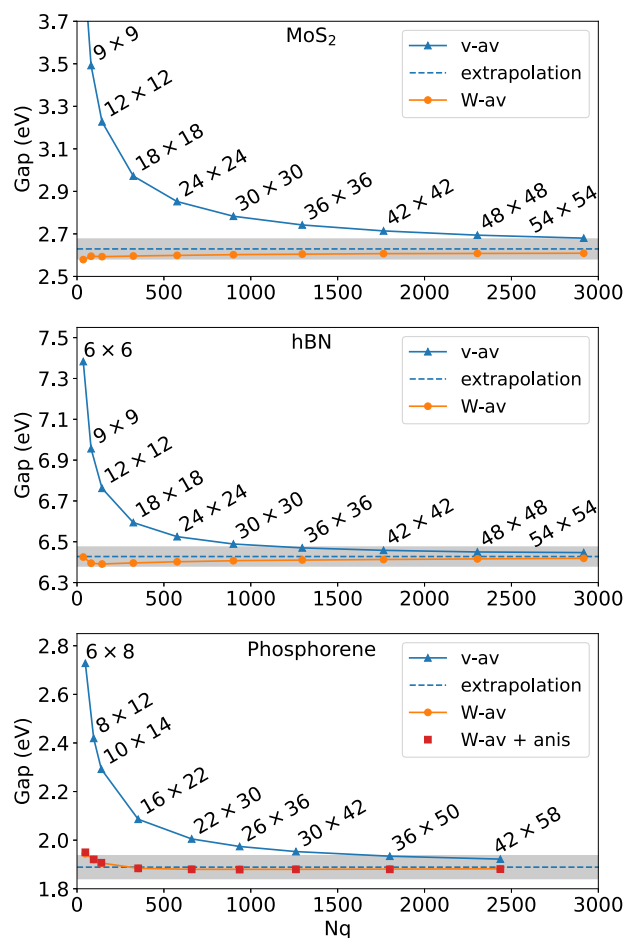 MoS₂
Gap (eV)
3.7
3.5
3.3
3.1
2.9
2.7
2.5
9 × 9
12 × 12
18 × 18
24 × 24
30 × 30
36 × 36
42 × 42
48 × 48
54 × 54
v-av
extrapolation
W-av
0 500 1000 1500 2000 2500 3000
hBN
Gap (eV)
7.5
7.3
7.1
6.9
6.7
6.5
6.3
6 × 6
9 × 9
12 × 12
18 × 18
24 × 24
30 × 30
36 × 36
42 × 42
48 × 48
54 × 54
v-av
extrapolation
W-av
0 500 1000 1500 2000 2500 3000
Phosphorene
Gap (eV)
2.8
2.6
2.4
2.2
2.0
1.8
6 × 8
8 × 12
10 × 14
16 × 22
22 × 30
26 × 36
30 × 42
36 × 50
42 × 58
v-av
extrapolation
W-av
W-av + anis
0 500 1000 1500 2000 2500 3000
Nq